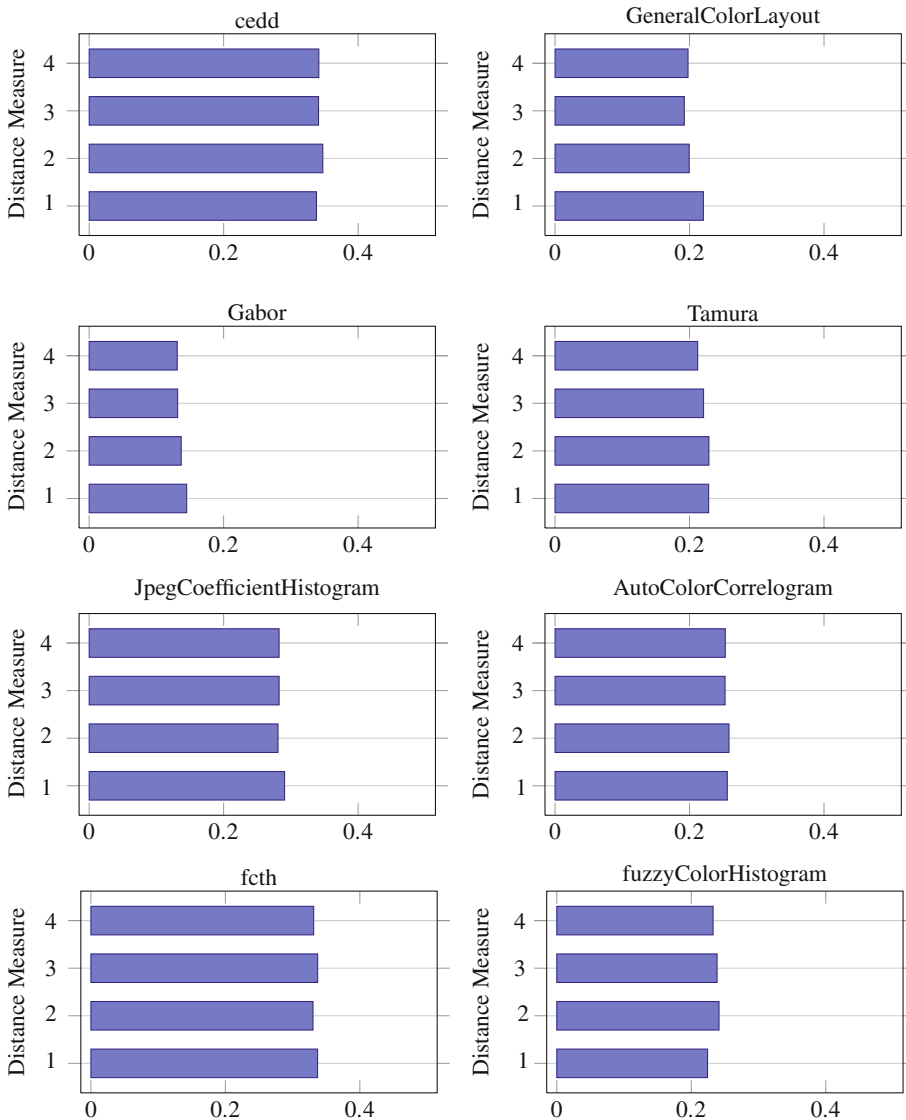 cedd
Distance Measure
4
3
2
1
0 0.2 0.4
GeneralColorLayout
Distance Measure
4
3
2
1
0 0.2 0.4
Gabor
Distance Measure
4
3
2
1
0 0.2 0.4
Tamura
Distance Measure
4
3
2
1
0 0.2 0.4
JpegCoefficientHistogram
Distance Measure
4
3
2
1
0 0.2 0.4
AutoColorCorrelogram
Distance Measure
4
3
2
1
0 0.2 0.4
fcth
Distance Measure
4
3
2
1
0 0.2 0.4
fuzzyColorHistogram
Distance Measure
4
3
2
1
0 0.2 0.4